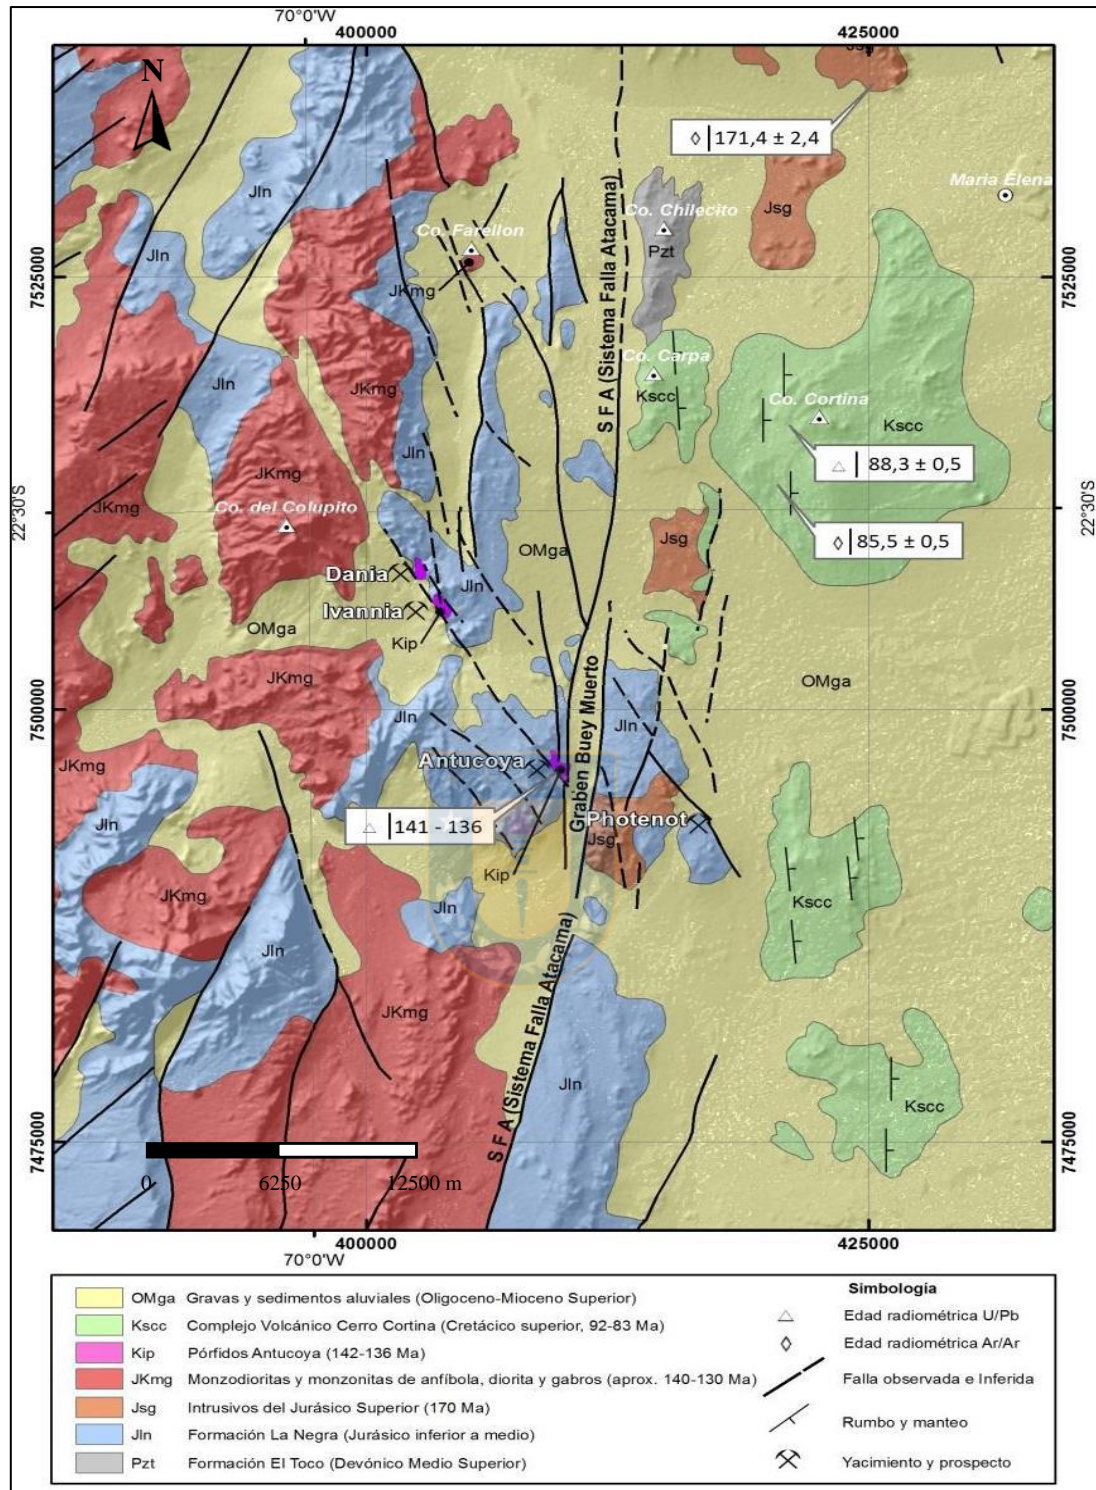 70°0'W
400000
425000
N
Jsg
171,4 ± 2,4
Maria Elena
Jln
Co. Chilecito
Jsg
Co. Farellon
Jln
Pzt
7525000
JKmg
7525000
S F A (Sistema Falla Atacama)
Co. Carpa
Jln
JKmg
Kscc
Co. Cortina
Kscc
Jln
88,3 ± 0,5
JKmg
JKmg
Co. del Colupito
22°30'S
22°30'S
Jsg
85,5 ± 0,5
OMga
Dania
Jln
Ivannia
OMga
Kip
JKmg
OMga
Graben Buey Muerto
7500000
7500000
Jln
Jln
JKmg
Antucoya
141 - 136
Photenot
Jln
Jsg
Kip
JKmg
Kscc
Jln
Jln
S F A (Sistema Falla Atacama)
JKmg
Jln
Kscc
7475000
7475000
0
6250
12500 m
400000
425000
70°0'W
OMga Gravas y sedimentos aluviales (Oligoceno-Mioceno Superior)
Kscc Complejo Volcánico Cerro Cortina (Cretácico superior, 92-83 Ma)
Kip Pórfidos Antucoya (142-136 Ma)
JKmg Monzodioritas y monzonitas de anfíbola, diorita y gabros (aprox. 140-130 Ma)
Jsg Intrusivos del Jurásico Superior (170 Ma)
Jln Formación La Negra (Jurásico inferior a medio)
Pzt Formación El Toco (Devónico Medio Superior)
Simbología
Edad radiométrica U/Pb
Edad radiométrica Ar/Ar
Falla observada e Inferida
Rumbo y manteo
Yacimiento y prospecto